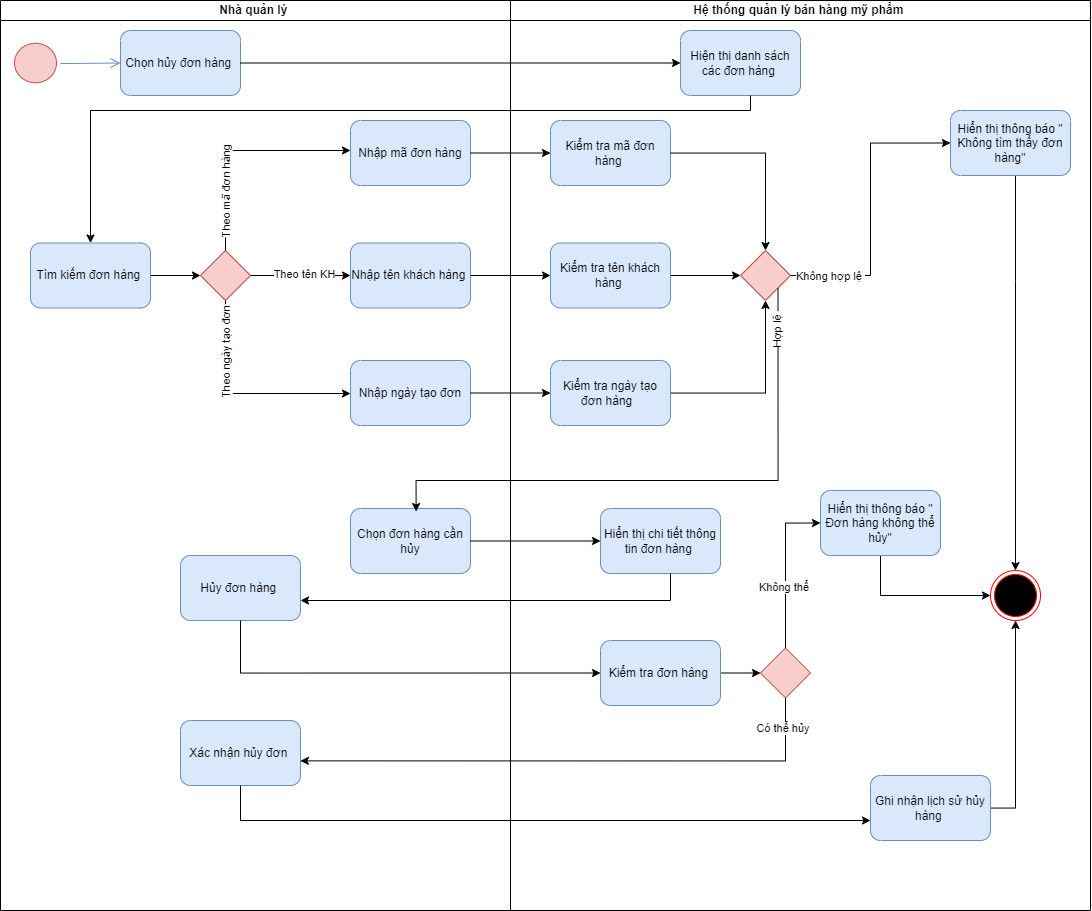 Nhà quản lý
Hệ thống quản lý bán hàng mỹ phẩm
Chọn hủy đơn hàng
Hiện thị danh sách
các đơn hàng
Theo mã đơn hàng
Nhập mã đơn hàng
Kiểm tra mã đơn
hàng
Hiển thị thông báo "
Không tìm thấy đơn
hàng"
Tìm kiếm đơn hàng
Theo tên KH
Nhập tên khách hàng
Kiểm tra tên khách
hàng
Không hợp lệ
Hợp lệ
Theo ngày tạo đơn
Nhập ngày tạo đơn
Kiểm tra ngày tạo
đơn hàng
Chọn đơn hàng cần
hủy
Hiển thị chi tiết thông
tin đơn hàng
Hiển thị thông báo "
Đơn hàng không thể
hủy"
Hủy đơn hàng
Không thể
Kiểm tra đơn hàng
Có thể hủy
Xác nhận hủy đơn
Ghi nhận lịch sử hủy
hàng